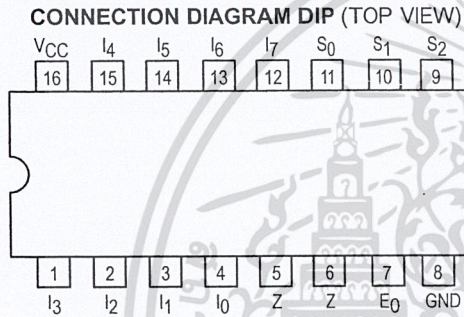 CONNECTION DIAGRAM DIP (TOP VIEW)
VCC I4 I5 I6 I7 S0 S1 S2
16 15 14 13 12 11 10 9
1 2 3 4 5 6 7 8
I3 I2 I1 I0 Z Z E0 GND